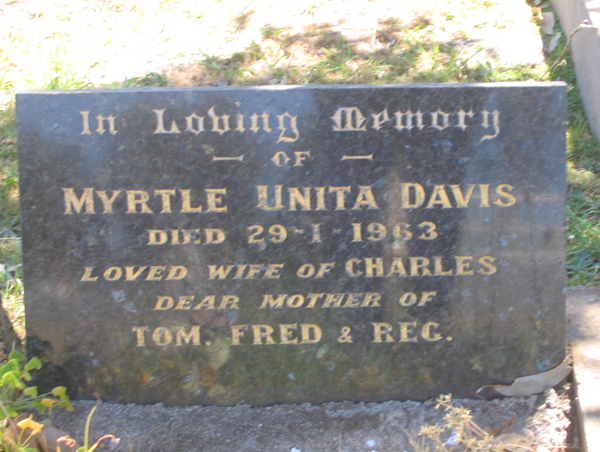 In Loving Memory
— OF —
MYRTLE UNITA DAVIS
DIED 29-1-1963
LOVED WIFE OF CHARLES
DEAR MOTHER OF
TOM. FRED & REG.